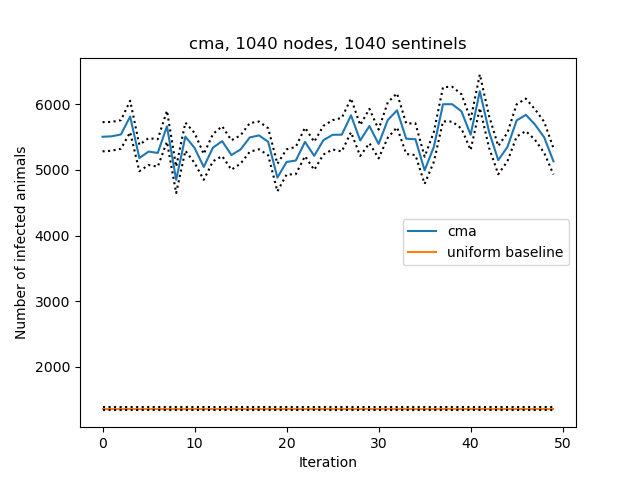 cma, 1040 nodes, 1040 sentinels
Number of infected animals
6000
5000
4000
3000
2000
cma
uniform baseline
0
10
20
30
40
50
Iteration